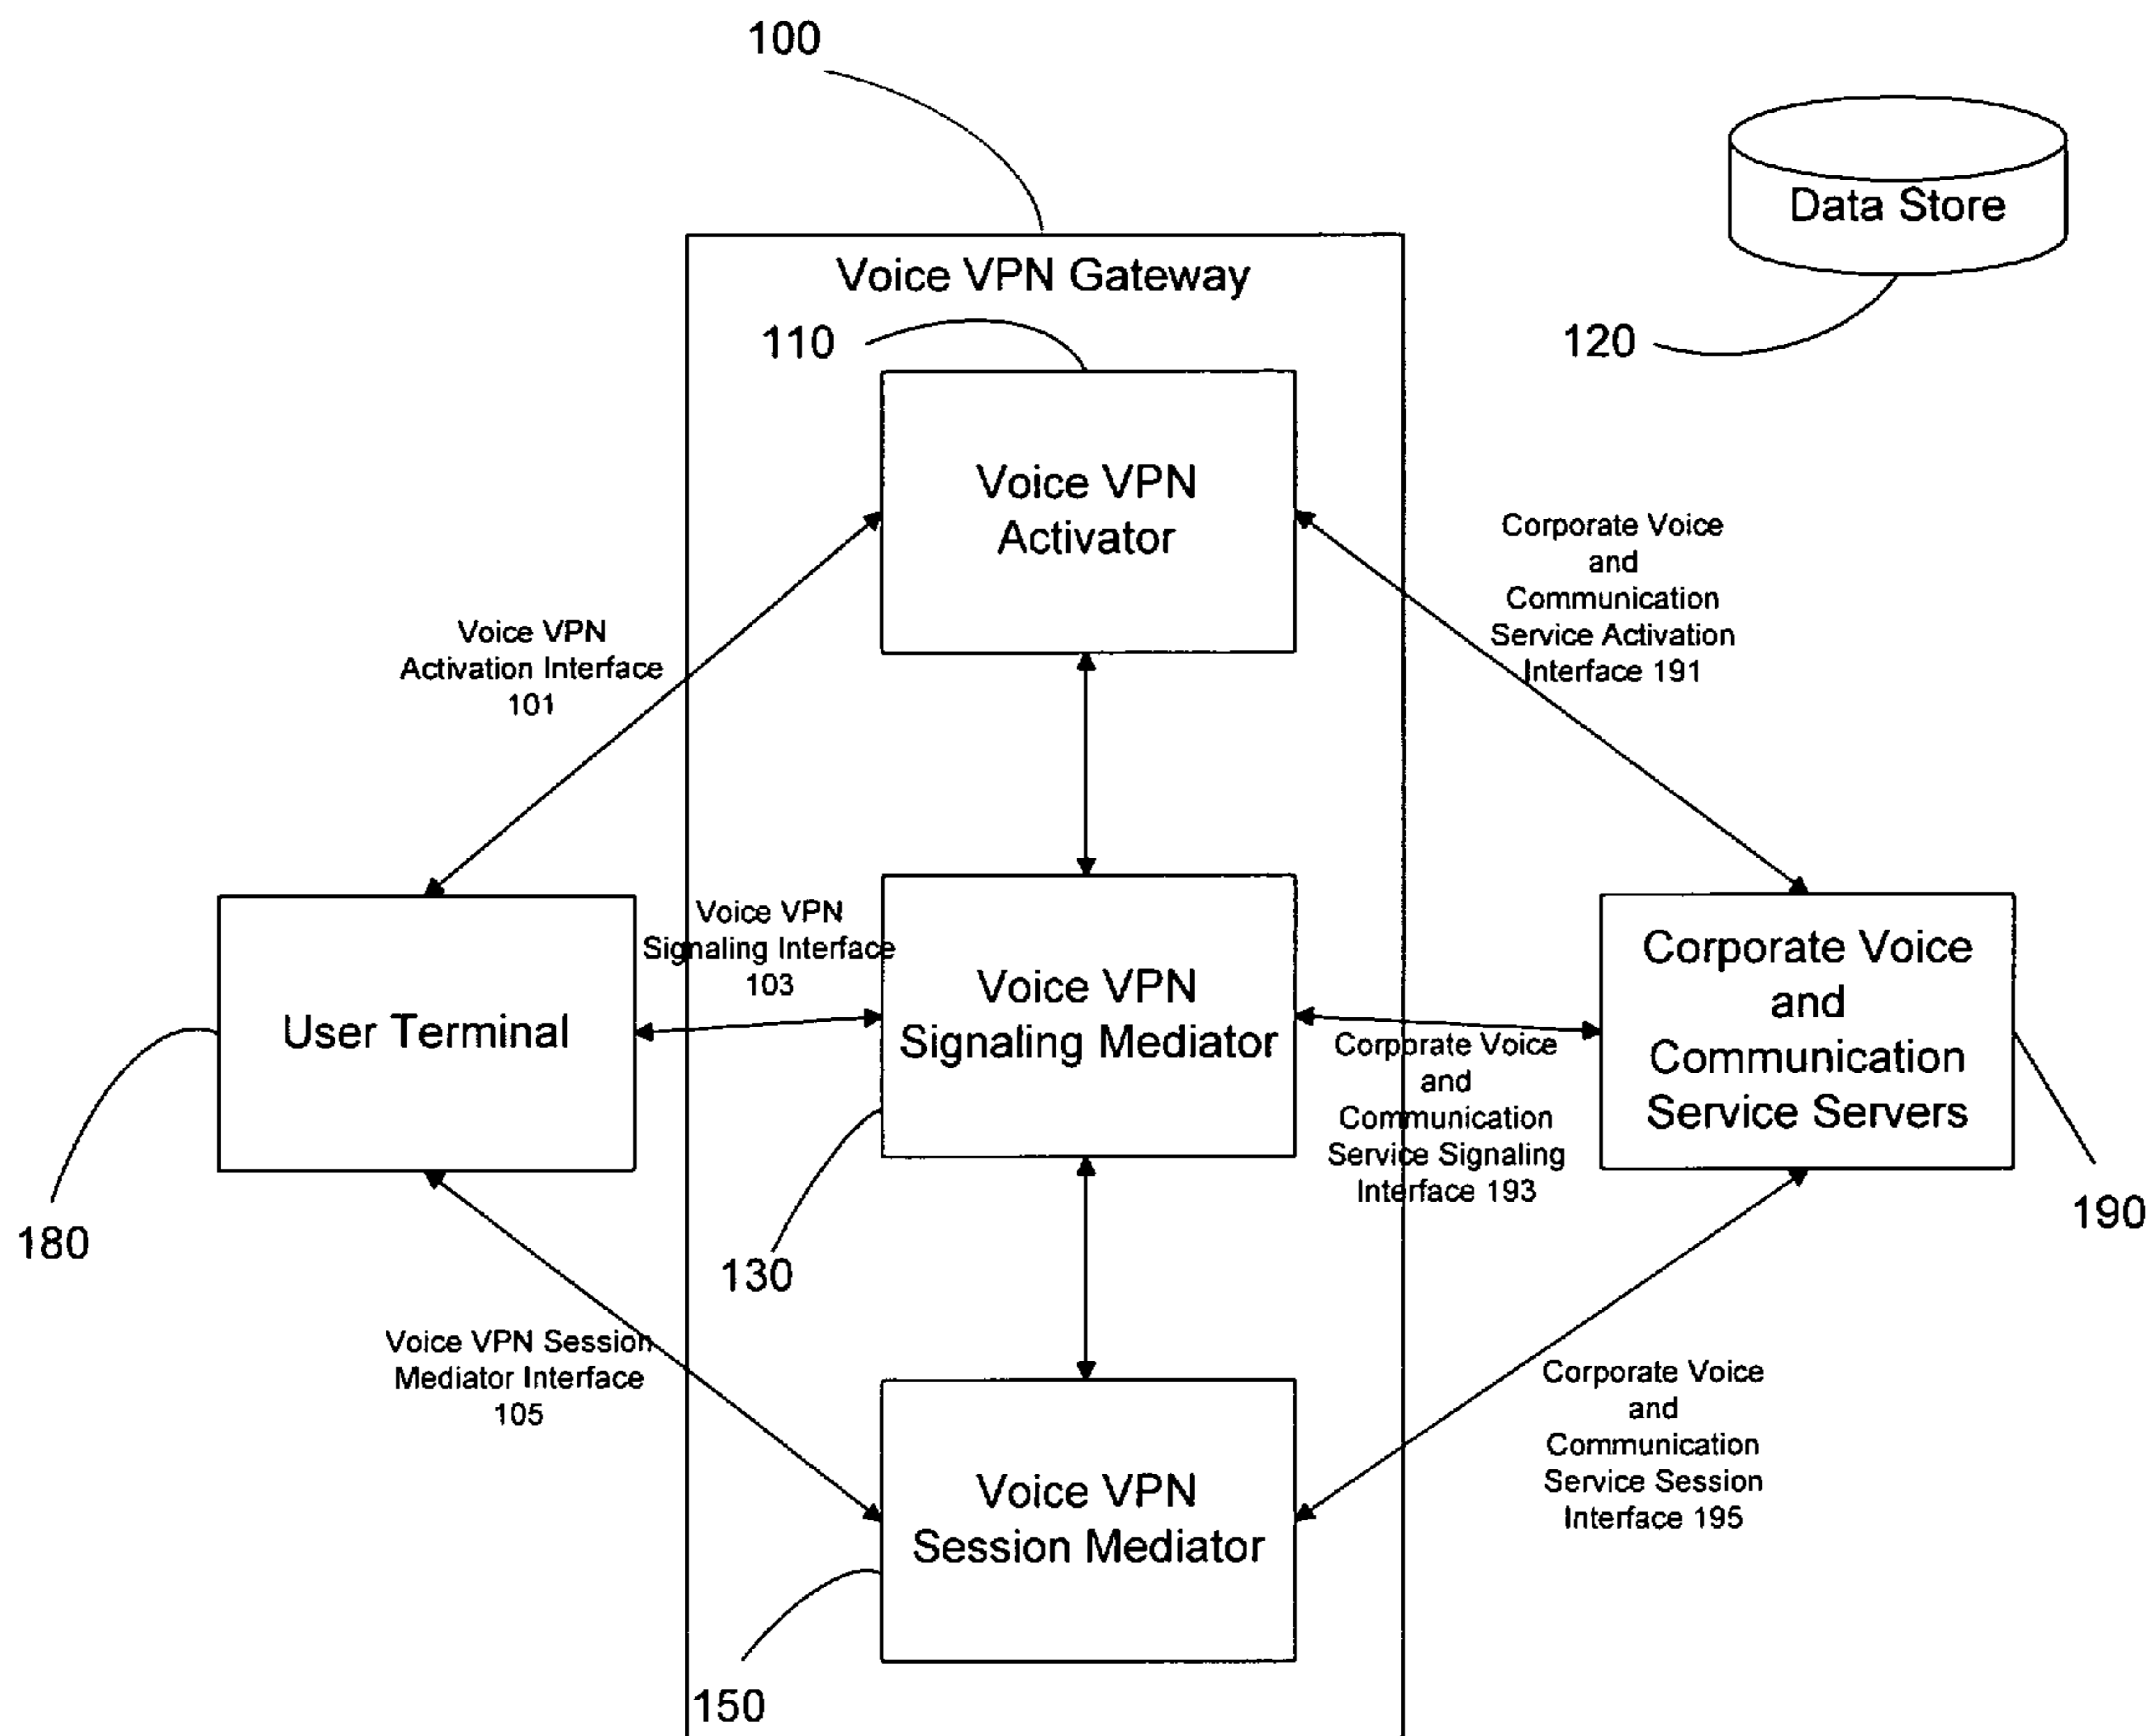 100
Data Store
Voice VPN Gateway
110
120
Voice VPN
Activator
Corporate Voice
and
Communication
Service Activation
Interface 191
Voice VPN
Activation Interface
101
Voice VPN
Signaling Interface
103
User Terminal
Voice VPN
Signaling Mediator
Corporate Voice
and
Communication
Service Servers
Corporate Voice
and
Communication
Service Signaling
Interface 193
180
130
190
Voice VPN Session
Mediator Interface
105
Corporate Voice
and
Communication
Service Session
Interface 195
Voice VPN
Session Mediator
150